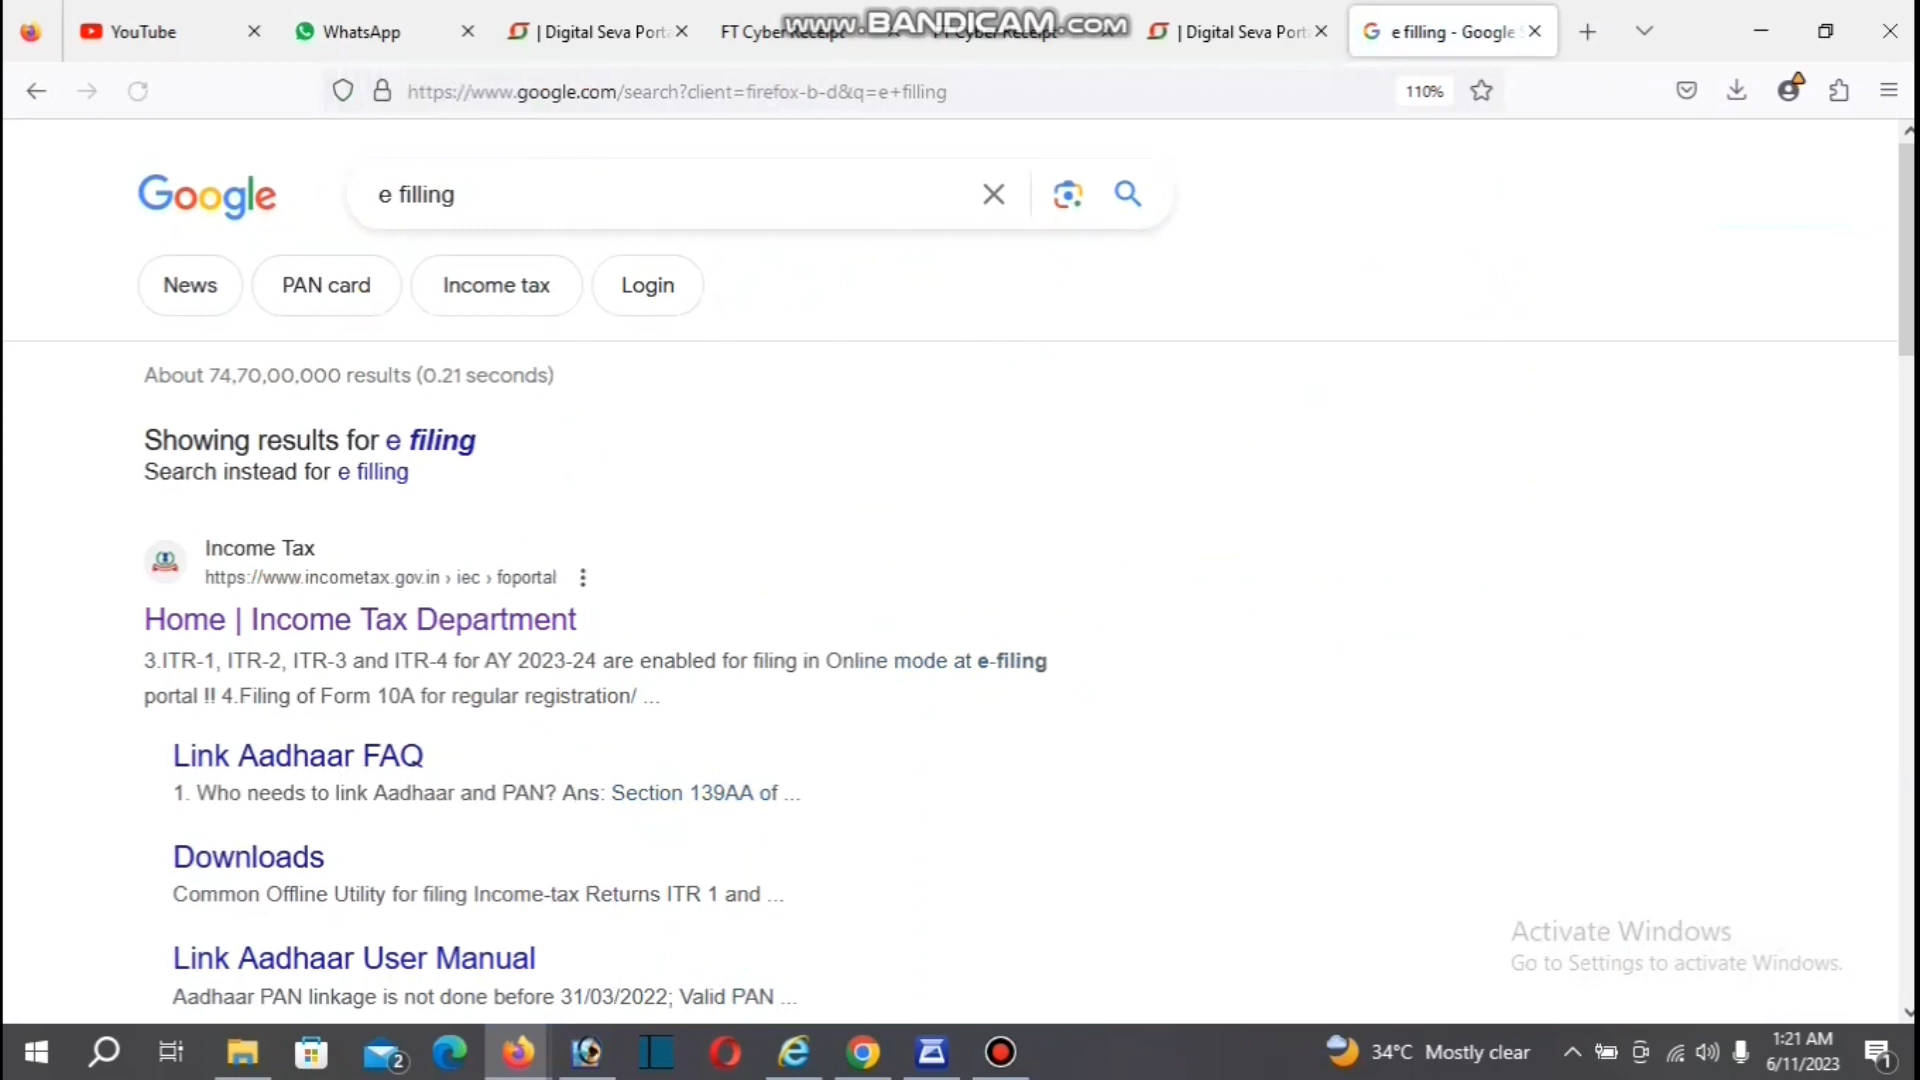 YouTube
WhatsApp
| Digital Seva Porta
FT Cyber Receipt
FT Cyber Receipt
| Digital Seva Port
e filling - Google S
www.BANDICAM.com
https://www.google.com/search?client=firefox-b-d&q=e+filling
110%
Google
e filling
News
PAN card
Income tax
Login
About 74,70,00,000 results (0.21 seconds)
Showing results for e filing
Search instead for e filling
Income Tax
https://www.incometax.gov.in › iec › foportal
Home | Income Tax Department
3.ITR-1, ITR-2, ITR-3 and ITR-4 for AY 2023-24 are enabled for filing in Online mode at e-filing
portal !! 4.Filing of Form 10A for regular registration/ ...
Link Aadhaar FAQ
1. Who needs to link Aadhaar and PAN? Ans: Section 139AA of ...
Downloads
Common Offline Utility for filing Income-tax Returns ITR 1 and ...
Link Aadhaar User Manual
Aadhaar PAN linkage is not done before 31/03/2022; Valid PAN ...
Activate Windows
Go to Settings to activate Windows.
2
34°C Mostly clear
1:21 AM
6/11/2023
1